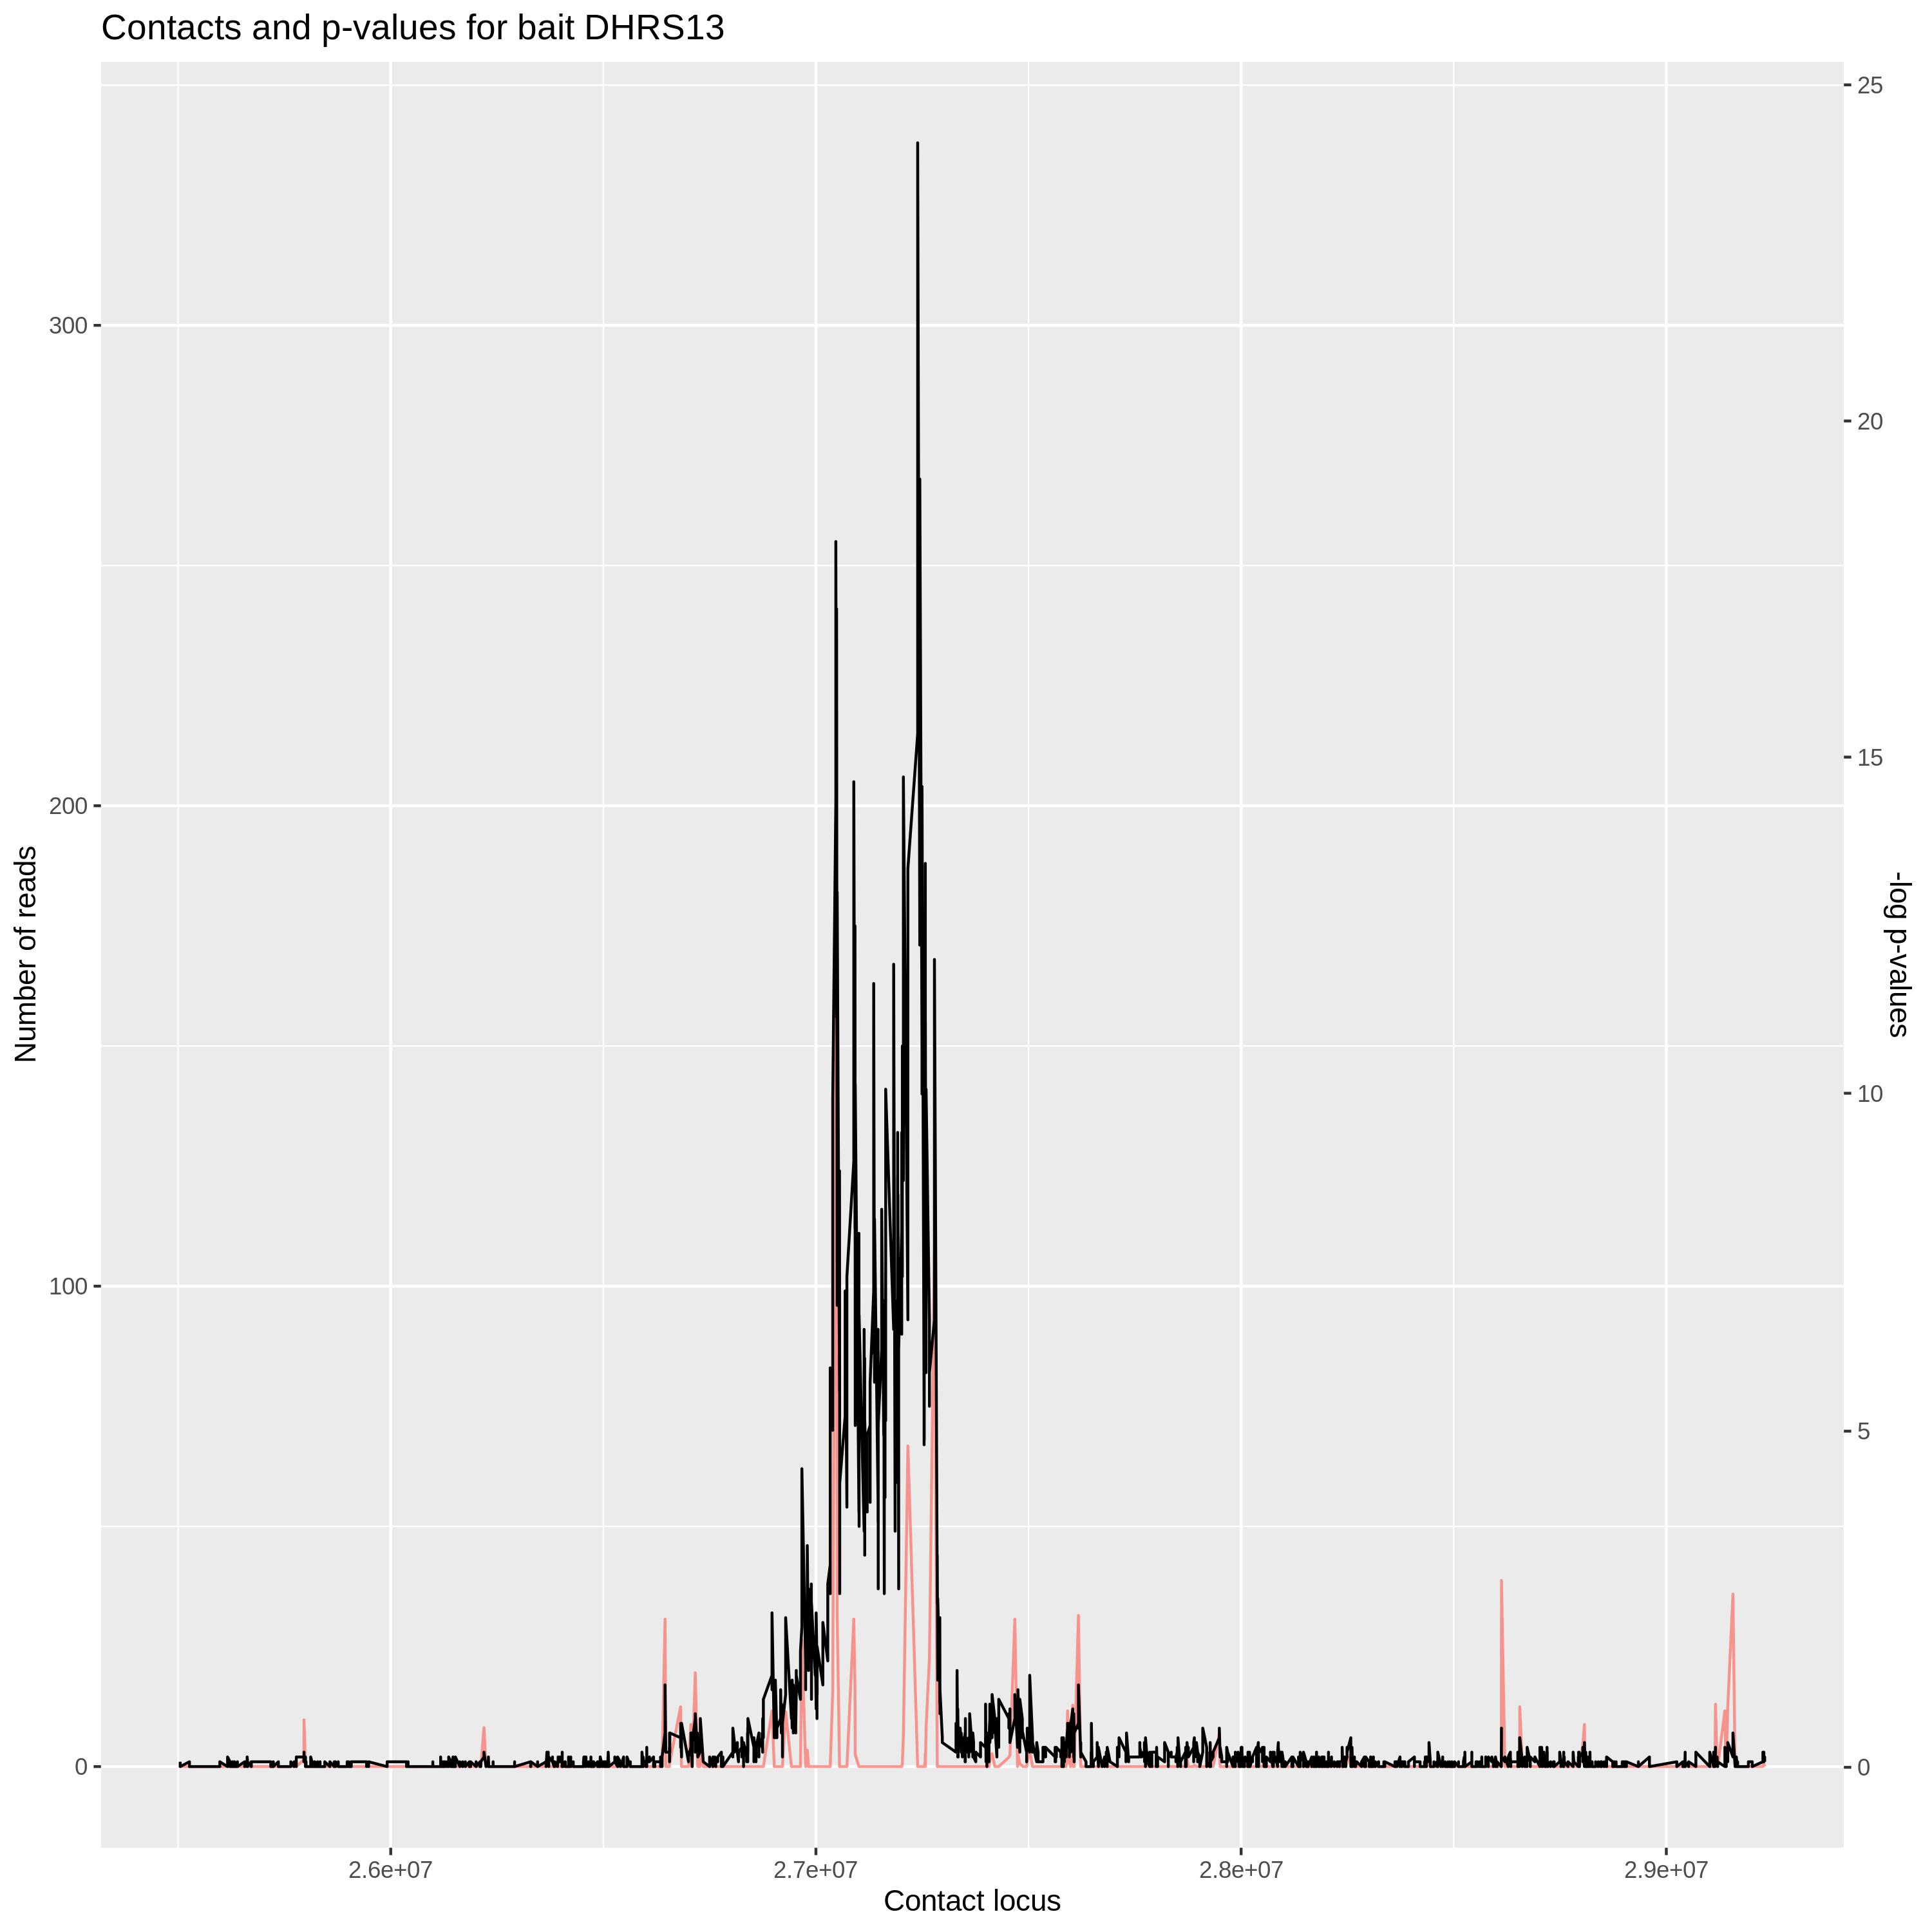 Contacts and p-values for bait DHRS13
Number of reads
300
200
100
0
25
20
15
10
5
0
-log p-values
2.6e+07
2.7e+07
2.8e+07
2.9e+07
Contact locus